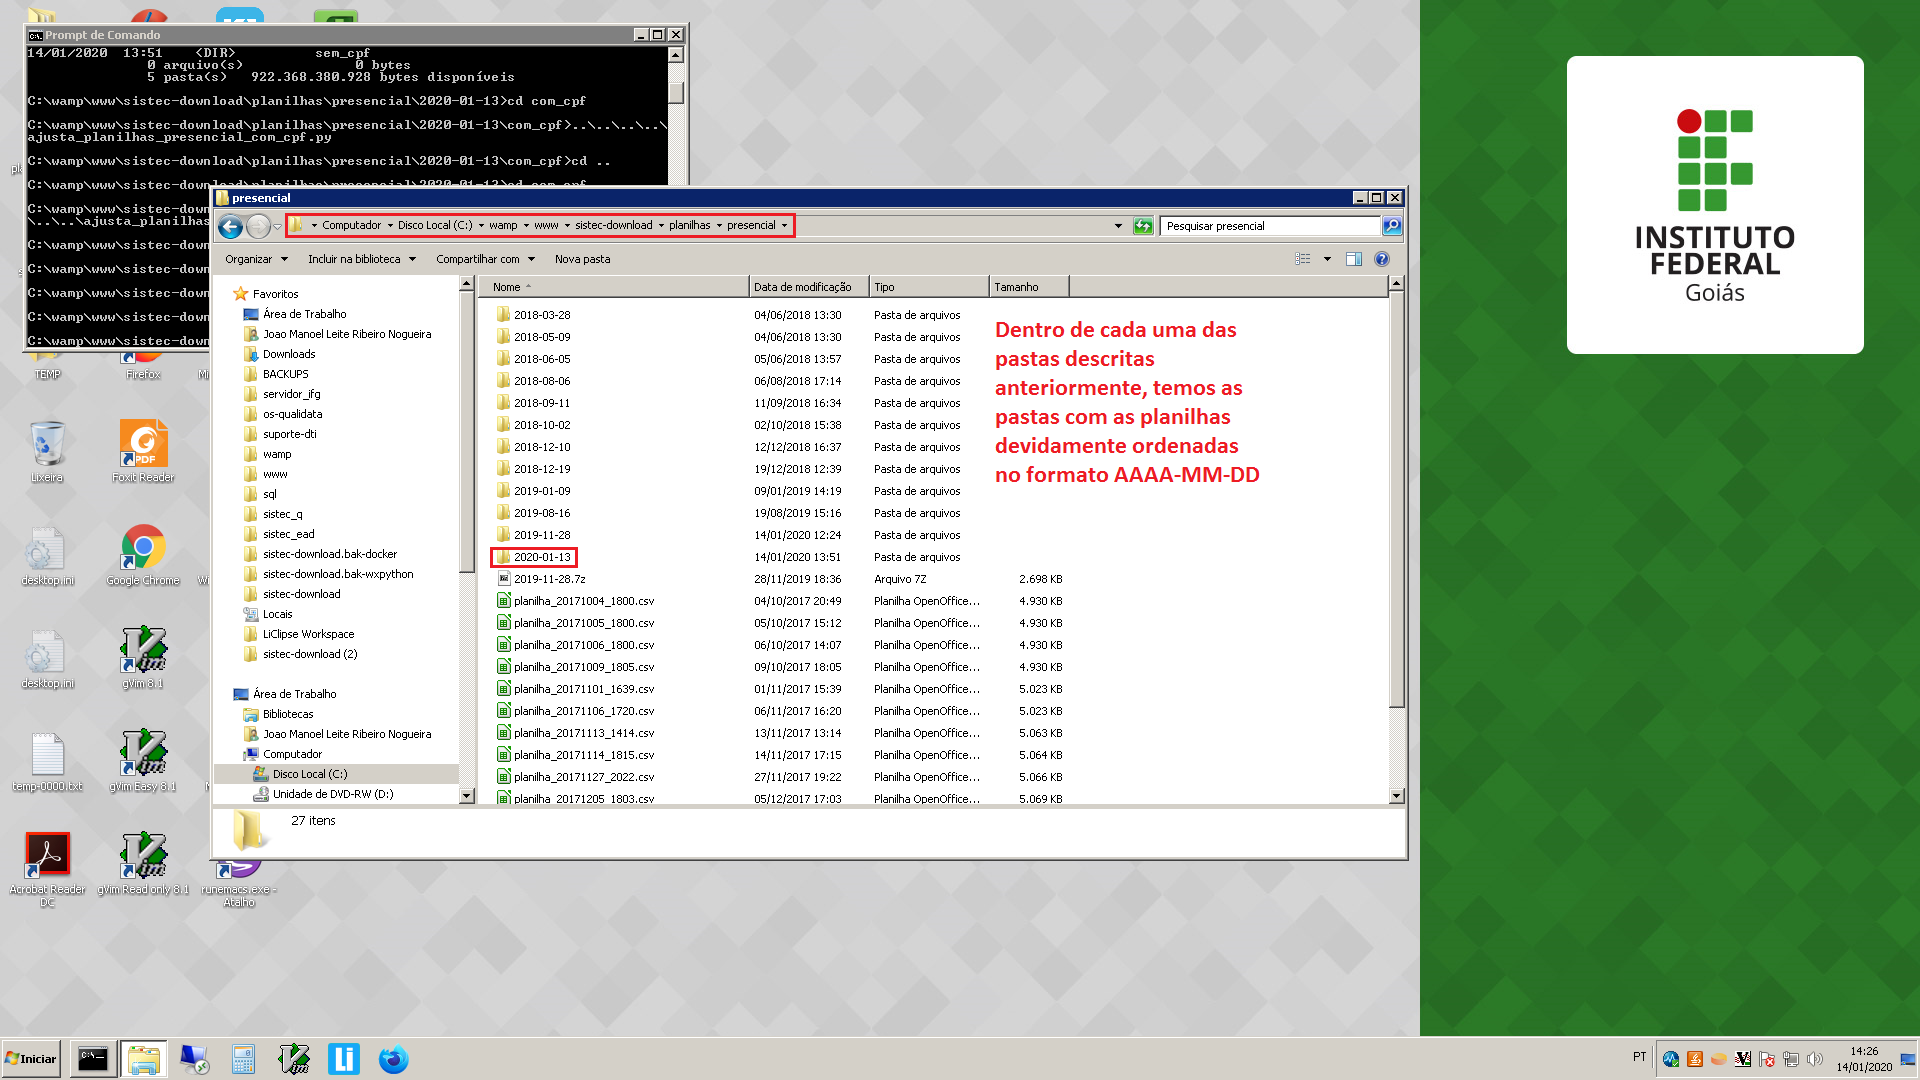 Prompt de Comando
14/01/2020  13:51    <DIR>          sem_cpf
0 arquivo(s)              0 bytes
5 pasta(s)   922.368.380.928 bytes disponíveis
C:\wamp\www\sistec-download\planilhas\presencial\2020-01-13>cd com_cpf
C:\wamp\www\sistec-download\planilhas\presencial\2020-01-13\com_cpf>..\..\..\..\
ajusta_planilhas_presencial_com_cpf.py
C:\wamp\www\sistec-download\planilhas\presencial\2020-01-13\com_cpf>cd ..
C:\wamp\www\sistec-download\planilhas\presencial\2020-01-13>cd com_cpf
C:\wamp\www\sistec-down
\..\..\ajusta_planilhas
C:\wamp\www\sistec-down
C:\wamp\www\sistec-down
C:\wamp\www\sistec-down
C:\wamp\www\sistec-down
C:\wamp\www\sistec-down
presencial
Computador Disco Local (C:) wamp www sistec-download planilhas presencial
Pesquisar presencial
Organizar Incluir na biblioteca Compartilhar com Nova pasta
Favoritos
Área de Trabalho
Joao Manoel Leite Ribeiro Nogueira
Downloads
BACKUPS
servidor_ifg
os-qualidata
suporte-dti
wamp
www
sql
sistec_q
sistec_ead
sistec-download.bak-docker
sistec-download.bak-wxpython
sistec-download
Locais
LiClipse Workspace
sistec-download (2)
Área de Trabalho
Bibliotecas
Joao Manoel Leite Ribeiro Nogueira
Computador
Disco Local (C:)
Unidade de DVD-RW (D:)
Nome Data de modificação Tipo Tamanho
2018-03-28 04/06/2018 13:30 Pasta de arquivos
2018-05-09 04/06/2018 13:30 Pasta de arquivos
2018-06-05 05/06/2018 13:57 Pasta de arquivos
2018-08-06 06/08/2018 17:14 Pasta de arquivos
2018-09-11 11/09/2018 16:34 Pasta de arquivos
2018-10-02 02/10/2018 15:38 Pasta de arquivos
2018-12-10 12/12/2018 16:37 Pasta de arquivos
2018-12-19 19/12/2018 12:39 Pasta de arquivos
2019-01-09 09/01/2019 14:19 Pasta de arquivos
2019-08-16 19/08/2019 15:16 Pasta de arquivos
2019-11-28 14/01/2020 12:24 Pasta de arquivos
2020-01-13 14/01/2020 13:51 Pasta de arquivos
2019-11-28.7z 28/11/2019 18:36 Arquivo 7Z 2.698 KB
planilha_20171004_1800.csv 04/10/2017 20:49 Planilha OpenOffice... 4.930 KB
planilha_20171005_1800.csv 05/10/2017 15:12 Planilha OpenOffice... 4.930 KB
planilha_20171006_1800.csv 06/10/2017 14:07 Planilha OpenOffice... 4.930 KB
planilha_20171009_1805.csv 09/10/2017 18:05 Planilha OpenOffice... 4.930 KB
planilha_20171101_1639.csv 01/11/2017 15:39 Planilha OpenOffice... 5.023 KB
planilha_20171106_1720.csv 06/11/2017 16:20 Planilha OpenOffice... 5.023 KB
planilha_20171113_1414.csv 13/11/2017 13:14 Planilha OpenOffice... 5.063 KB
planilha_20171114_1815.csv 14/11/2017 17:15 Planilha OpenOffice... 5.064 KB
planilha_20171127_2022.csv 27/11/2017 19:22 Planilha OpenOffice... 5.066 KB
planilha_20171205_1803.csv 05/12/2017 17:03 Planilha OpenOffice... 5.069 KB
Dentro de cada uma das
pastas descritas
anteriormente, temos as
pastas com as planilhas
devidamente ordenadas
no formato AAAA-MM-DD
27 itens
TEMP
Firefox
Lixeira
PDF
Foxit Reader
desktop.ini
Google Chrome
desktop.ini
gVim 8.1
temp-0000.txt
gVim Easy 8.1
Acrobat Reader
DC
gVim Read only 8.1
runemacs.exe -
Atalho
INSTITUTO
FEDERAL
Goiás
Iniciar
Li
PT
14:26
14/01/2020